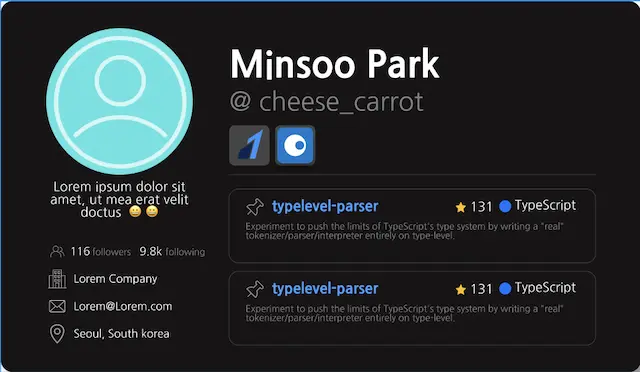 Minsoo Park
@ cheese_carrot
Lorem ipsum dolor sit
amet, ut mea erat velit
doctus 😀 😀
116 followers 9.8k following
Lorem Company
Lorem@Lorem.com
Seoul, South korea
typelevel-parser 131 TypeScript
Experiment to push the limits of TypeScript's type system by writing a "real"
tokenizer/parser/interpreter entirely on type-level.
typelevel-parser 131 TypeScript
Experiment to push the limits of TypeScript's type system by writing a "real"
tokenizer/parser/interpreter entirely on type-level.